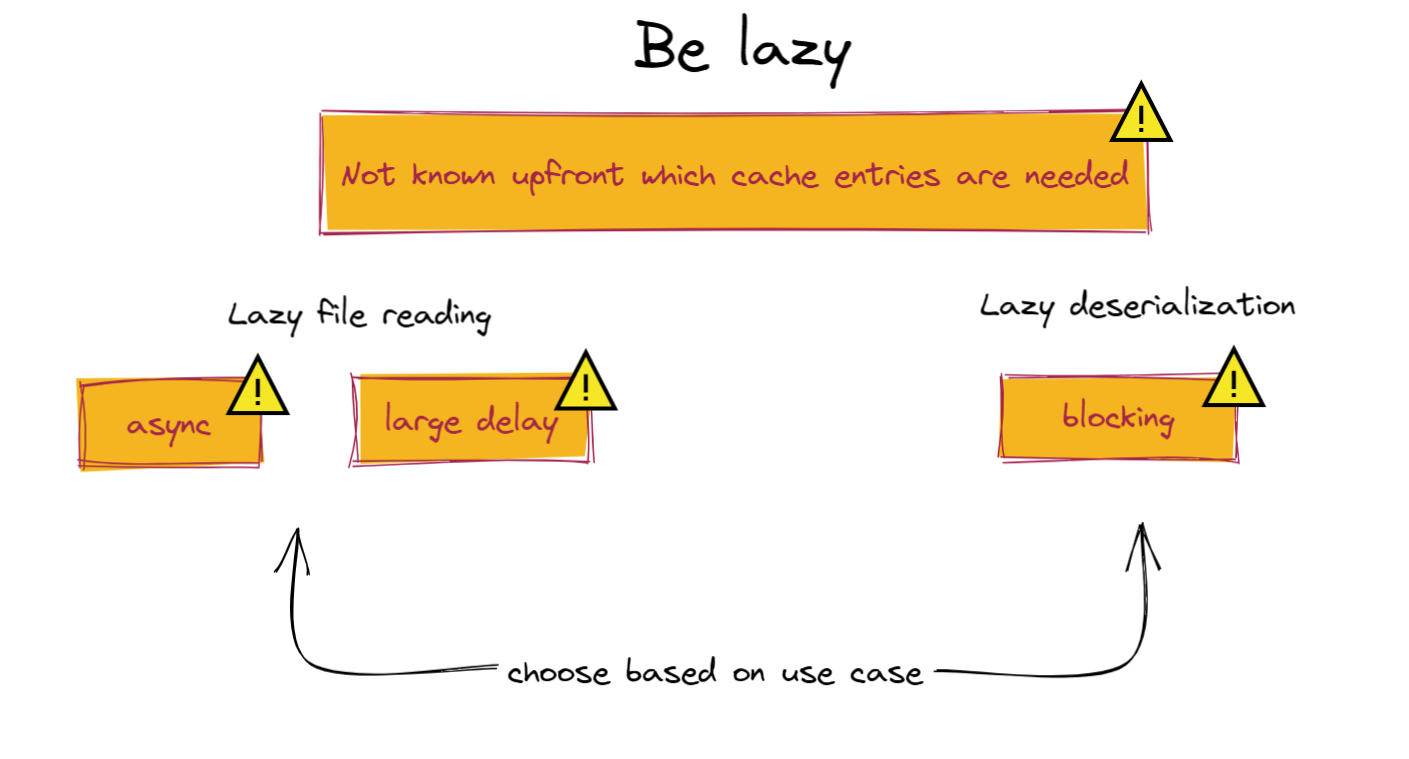 Be lazy
!
Not known upfront which cache entries are needed
Lazy file reading
Lazy deserialization
!
async
!
large delay
!
blocking
choose based on use case